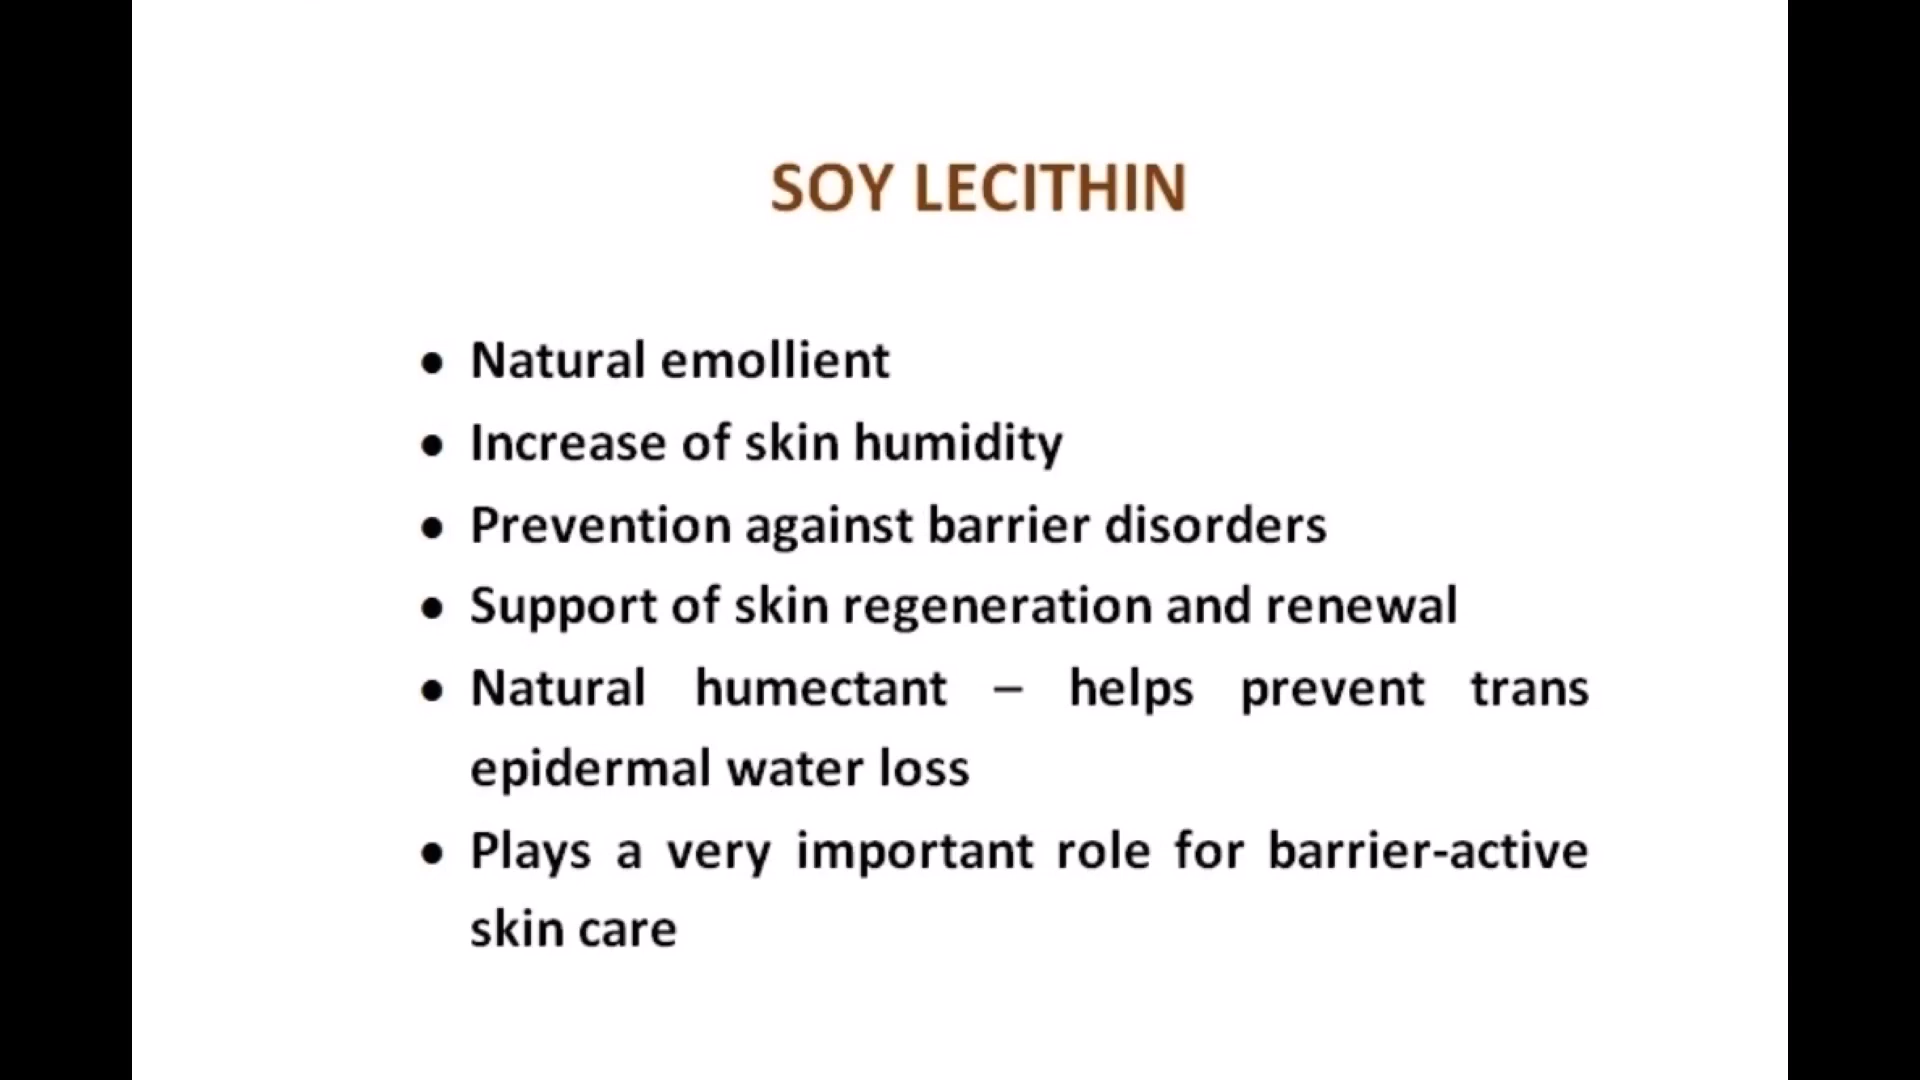 SOY LECITHIN
• Natural emollient
• Increase of skin humidity
• Prevention against barrier disorders
• Support of skin regeneration and renewal
• Natural humectant – helps prevent trans
epidermal water loss
• Plays a very important role for barrier-active
skin care